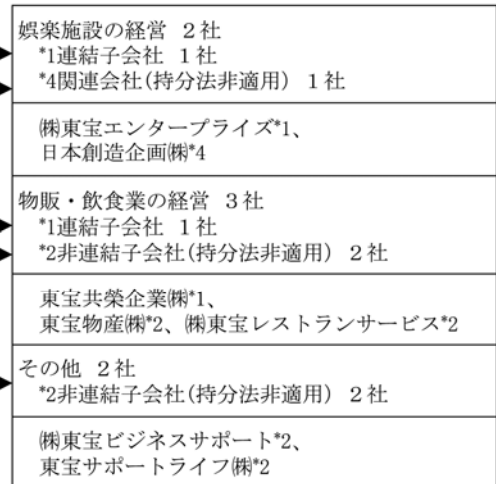 娯楽施設の経営 2社
*1連結子会社 1社
*4関連会社(持分法非適用) 1社
㈱東宝エンタープライズ*1、
日本創造企画㈱*4
物販・飲食業の経営 3社
*1連結子会社 1社
*2非連結子会社(持分法非適用) 2社
東宝共榮企業㈱*1、
東宝物産㈱*2、㈱東宝レストランサービス*2
その他 2社
*2非連結子会社(持分法非適用) 2社
㈱東宝ビジネスサポート*2、
東宝サポートライフ㈱*2